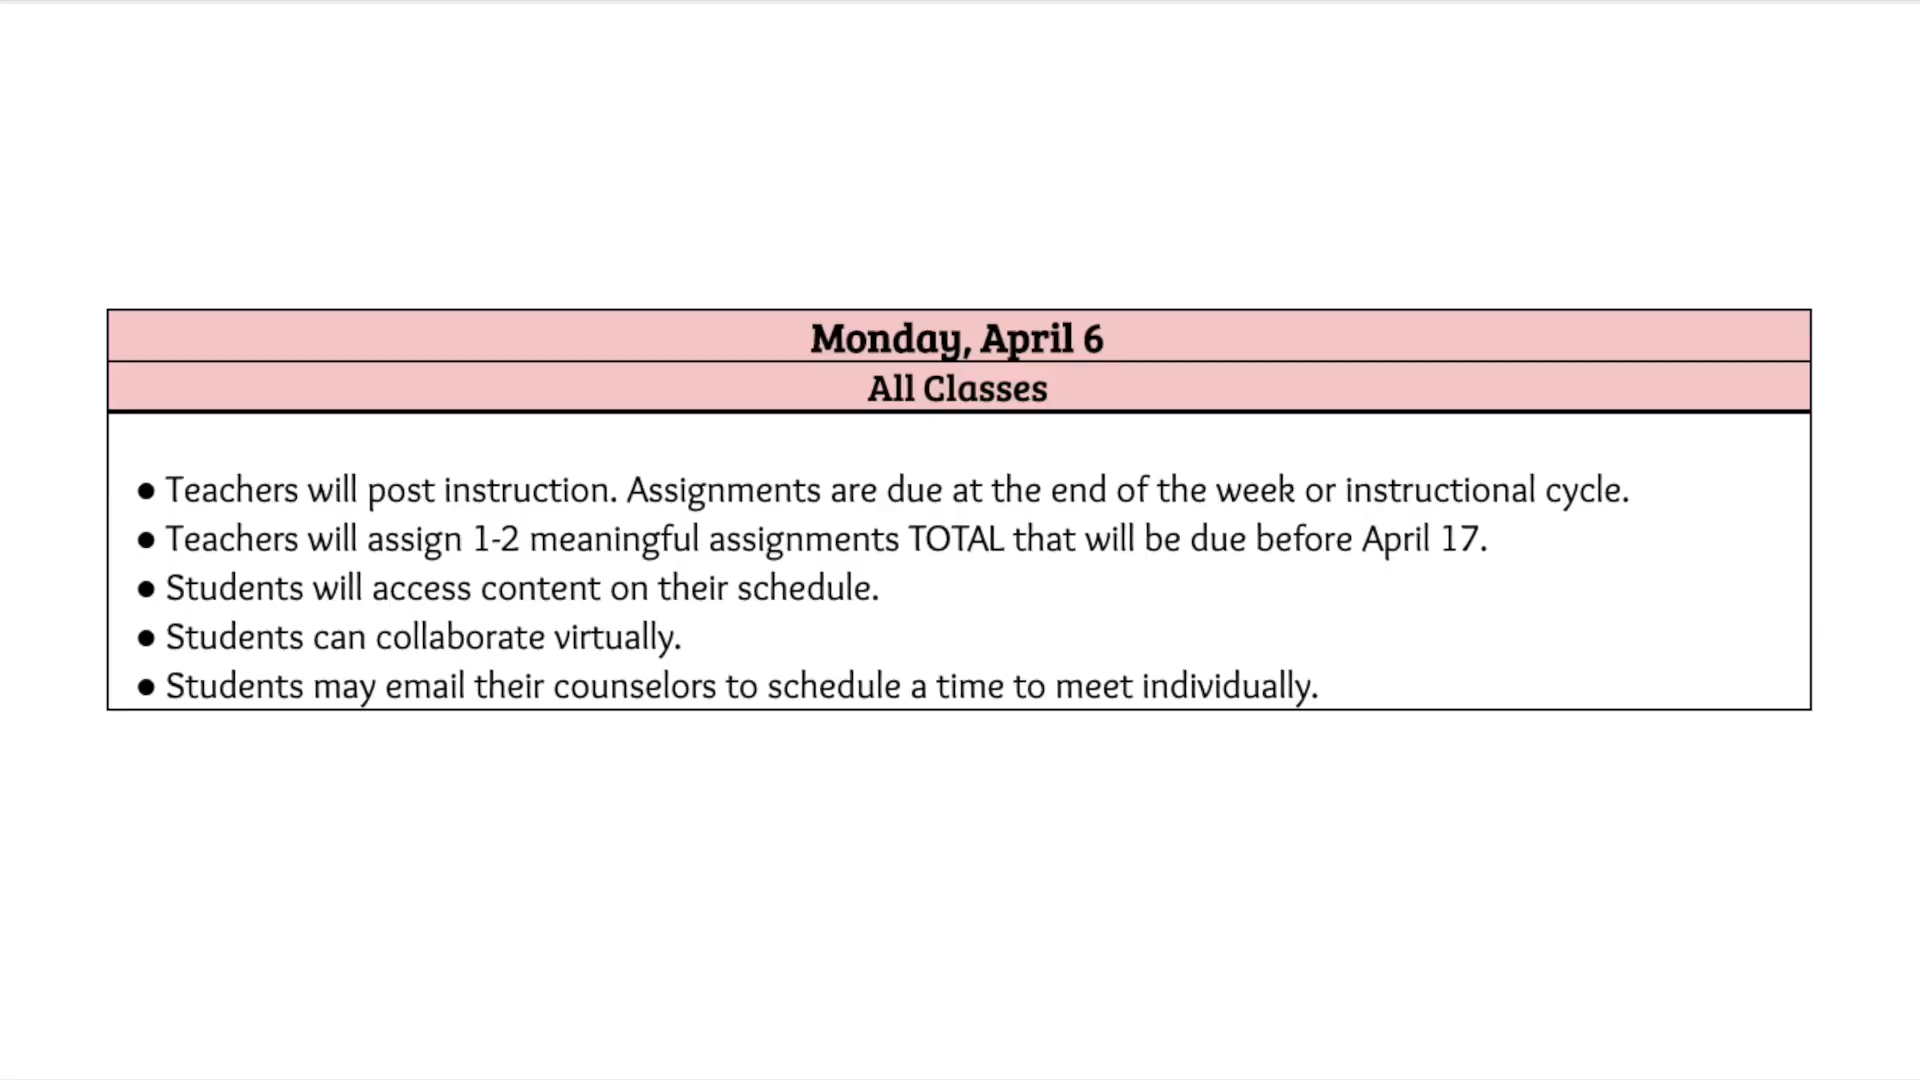 Monday, April 6
All Classes
● Teachers will post instruction. Assignments are due at the end of the week or instructional cycle.
● Teachers will assign 1-2 meaningful assignments TOTAL that will be due before April 17.
● Students will access content on their schedule.
● Students can collaborate virtually.
● Students may email their counselors to schedule a time to meet individually.